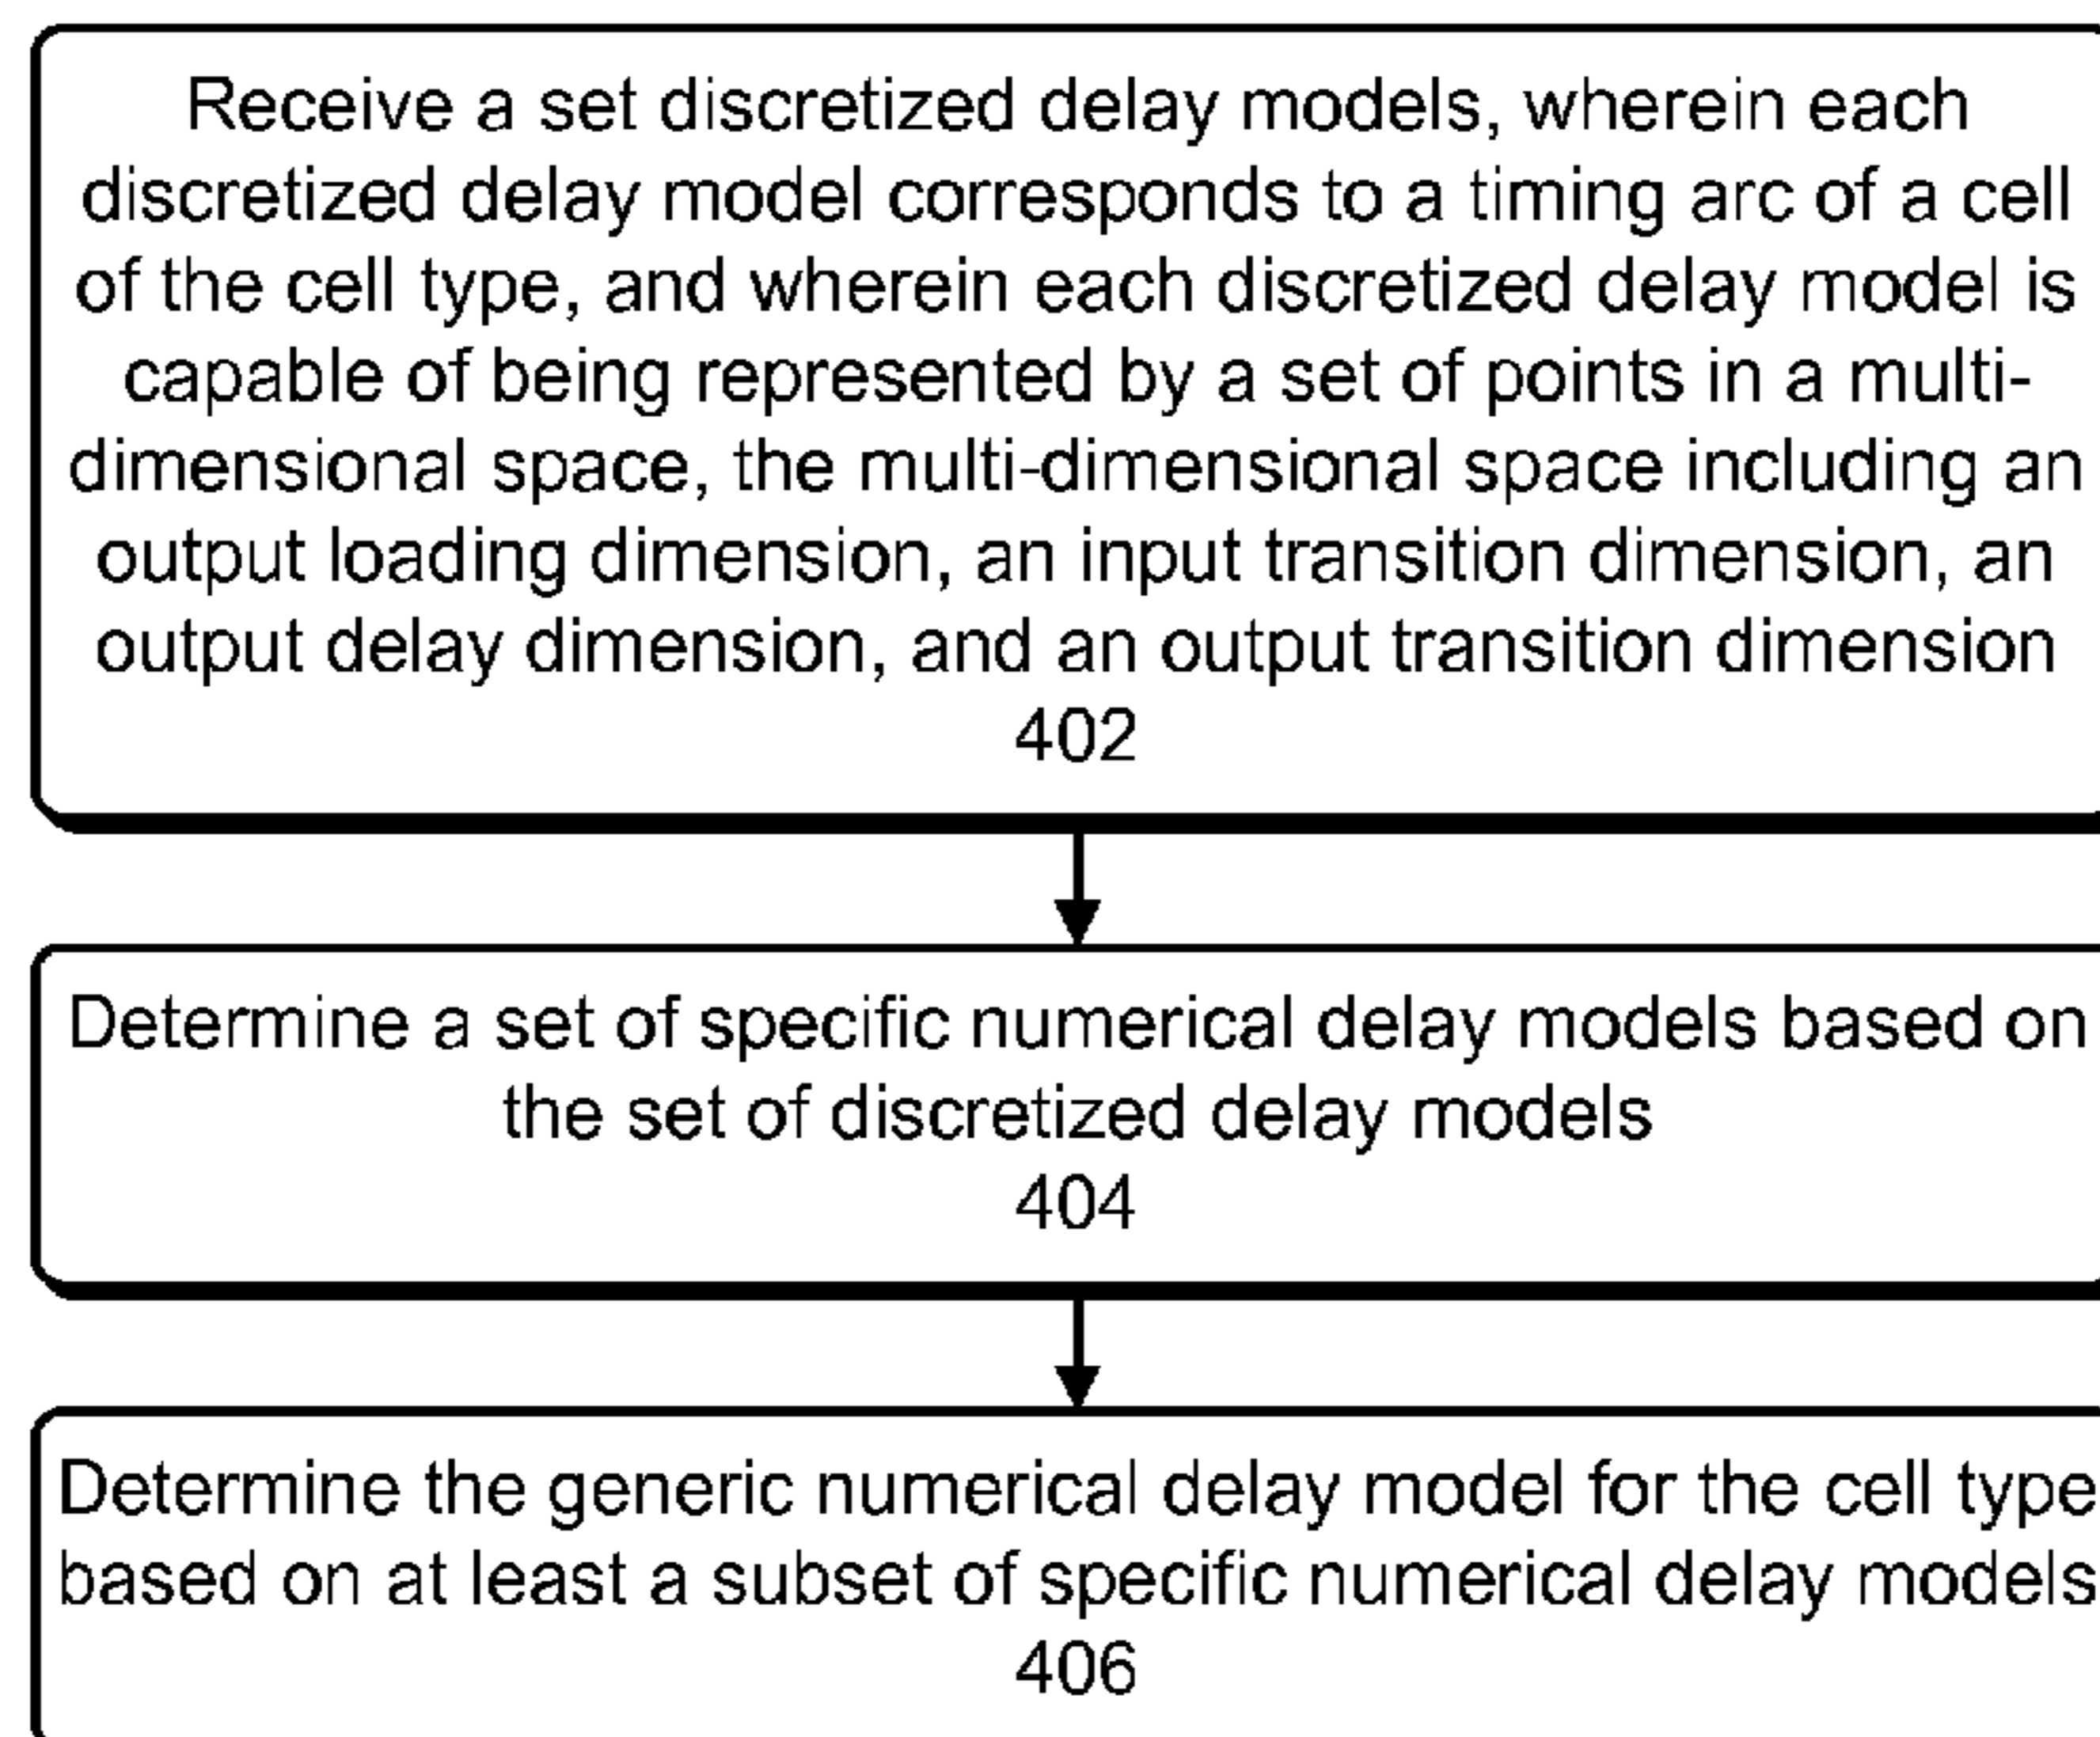 Receive a set discretized delay models, wherein each
discretized delay model corresponds to a timing arc of a cell
of the cell type, and wherein each discretized delay model is
capable of being represented by a set of points in a multi-
dimensional space, the multi-dimensional space including an
output loading dimension, an input transition dimension, an
output delay dimension, and an output transition dimension
402
Determine a set of specific numerical delay models based on
the set of discretized delay models
404
Determine the generic numerical delay model for the cell type
based on at least a subset of specific numerical delay models
406